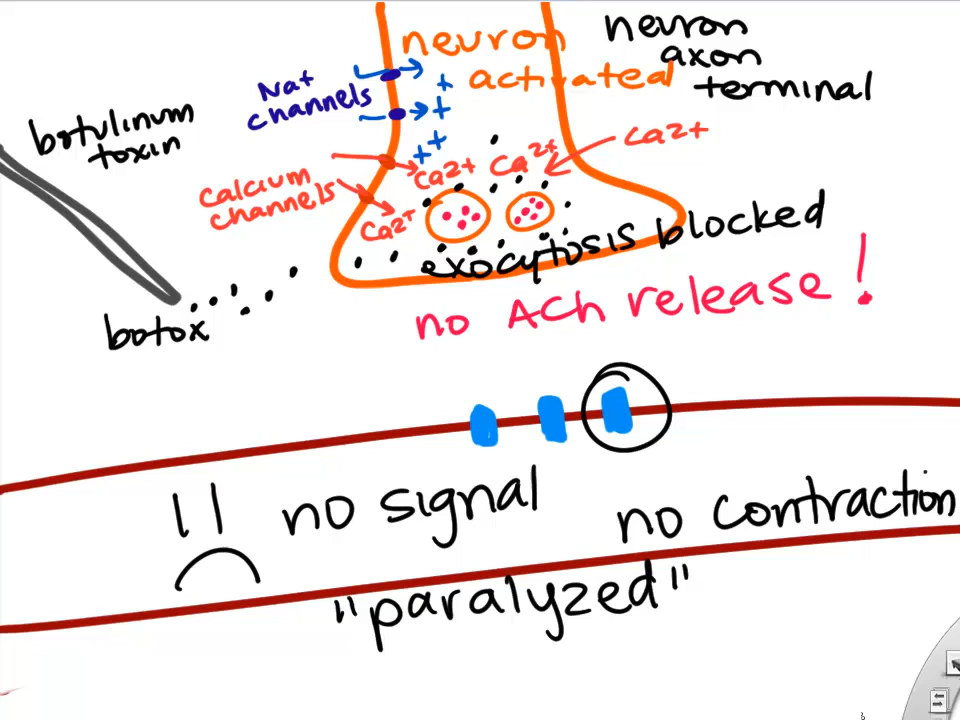 neuron
activated
neuron
axon
terminal
Na+
channels
botulinum
toxin
+
+
++
Ca2+
Ca2+
Ca2+
Calcium
channels
Ca2+
exocytosis blocked
botox
no ACh release!
no signal
no contraction
"paralyzed"